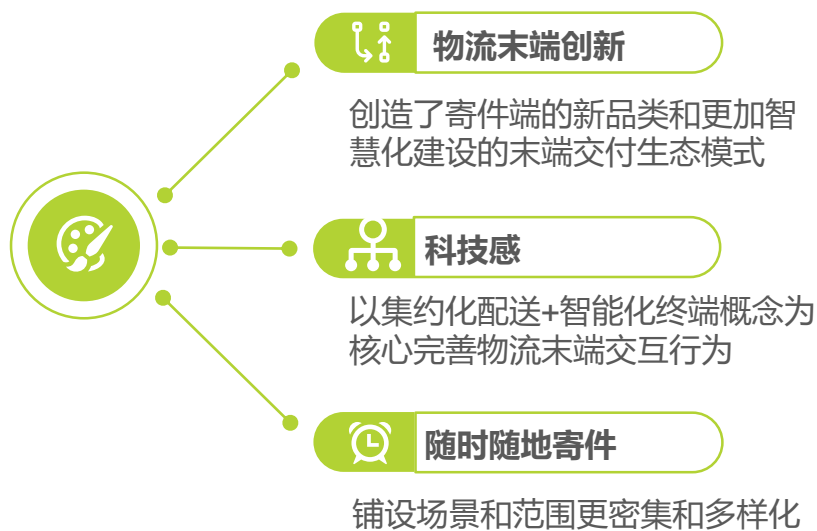 物流末端创新
创造了寄件端的新品类和更加智
慧化建设的末端交付生态模式
科技感
以集约化配送+智能化终端概念为
核心完善物流末端交互行为
随时随地寄件
铺设场景和范围更密集和多样化